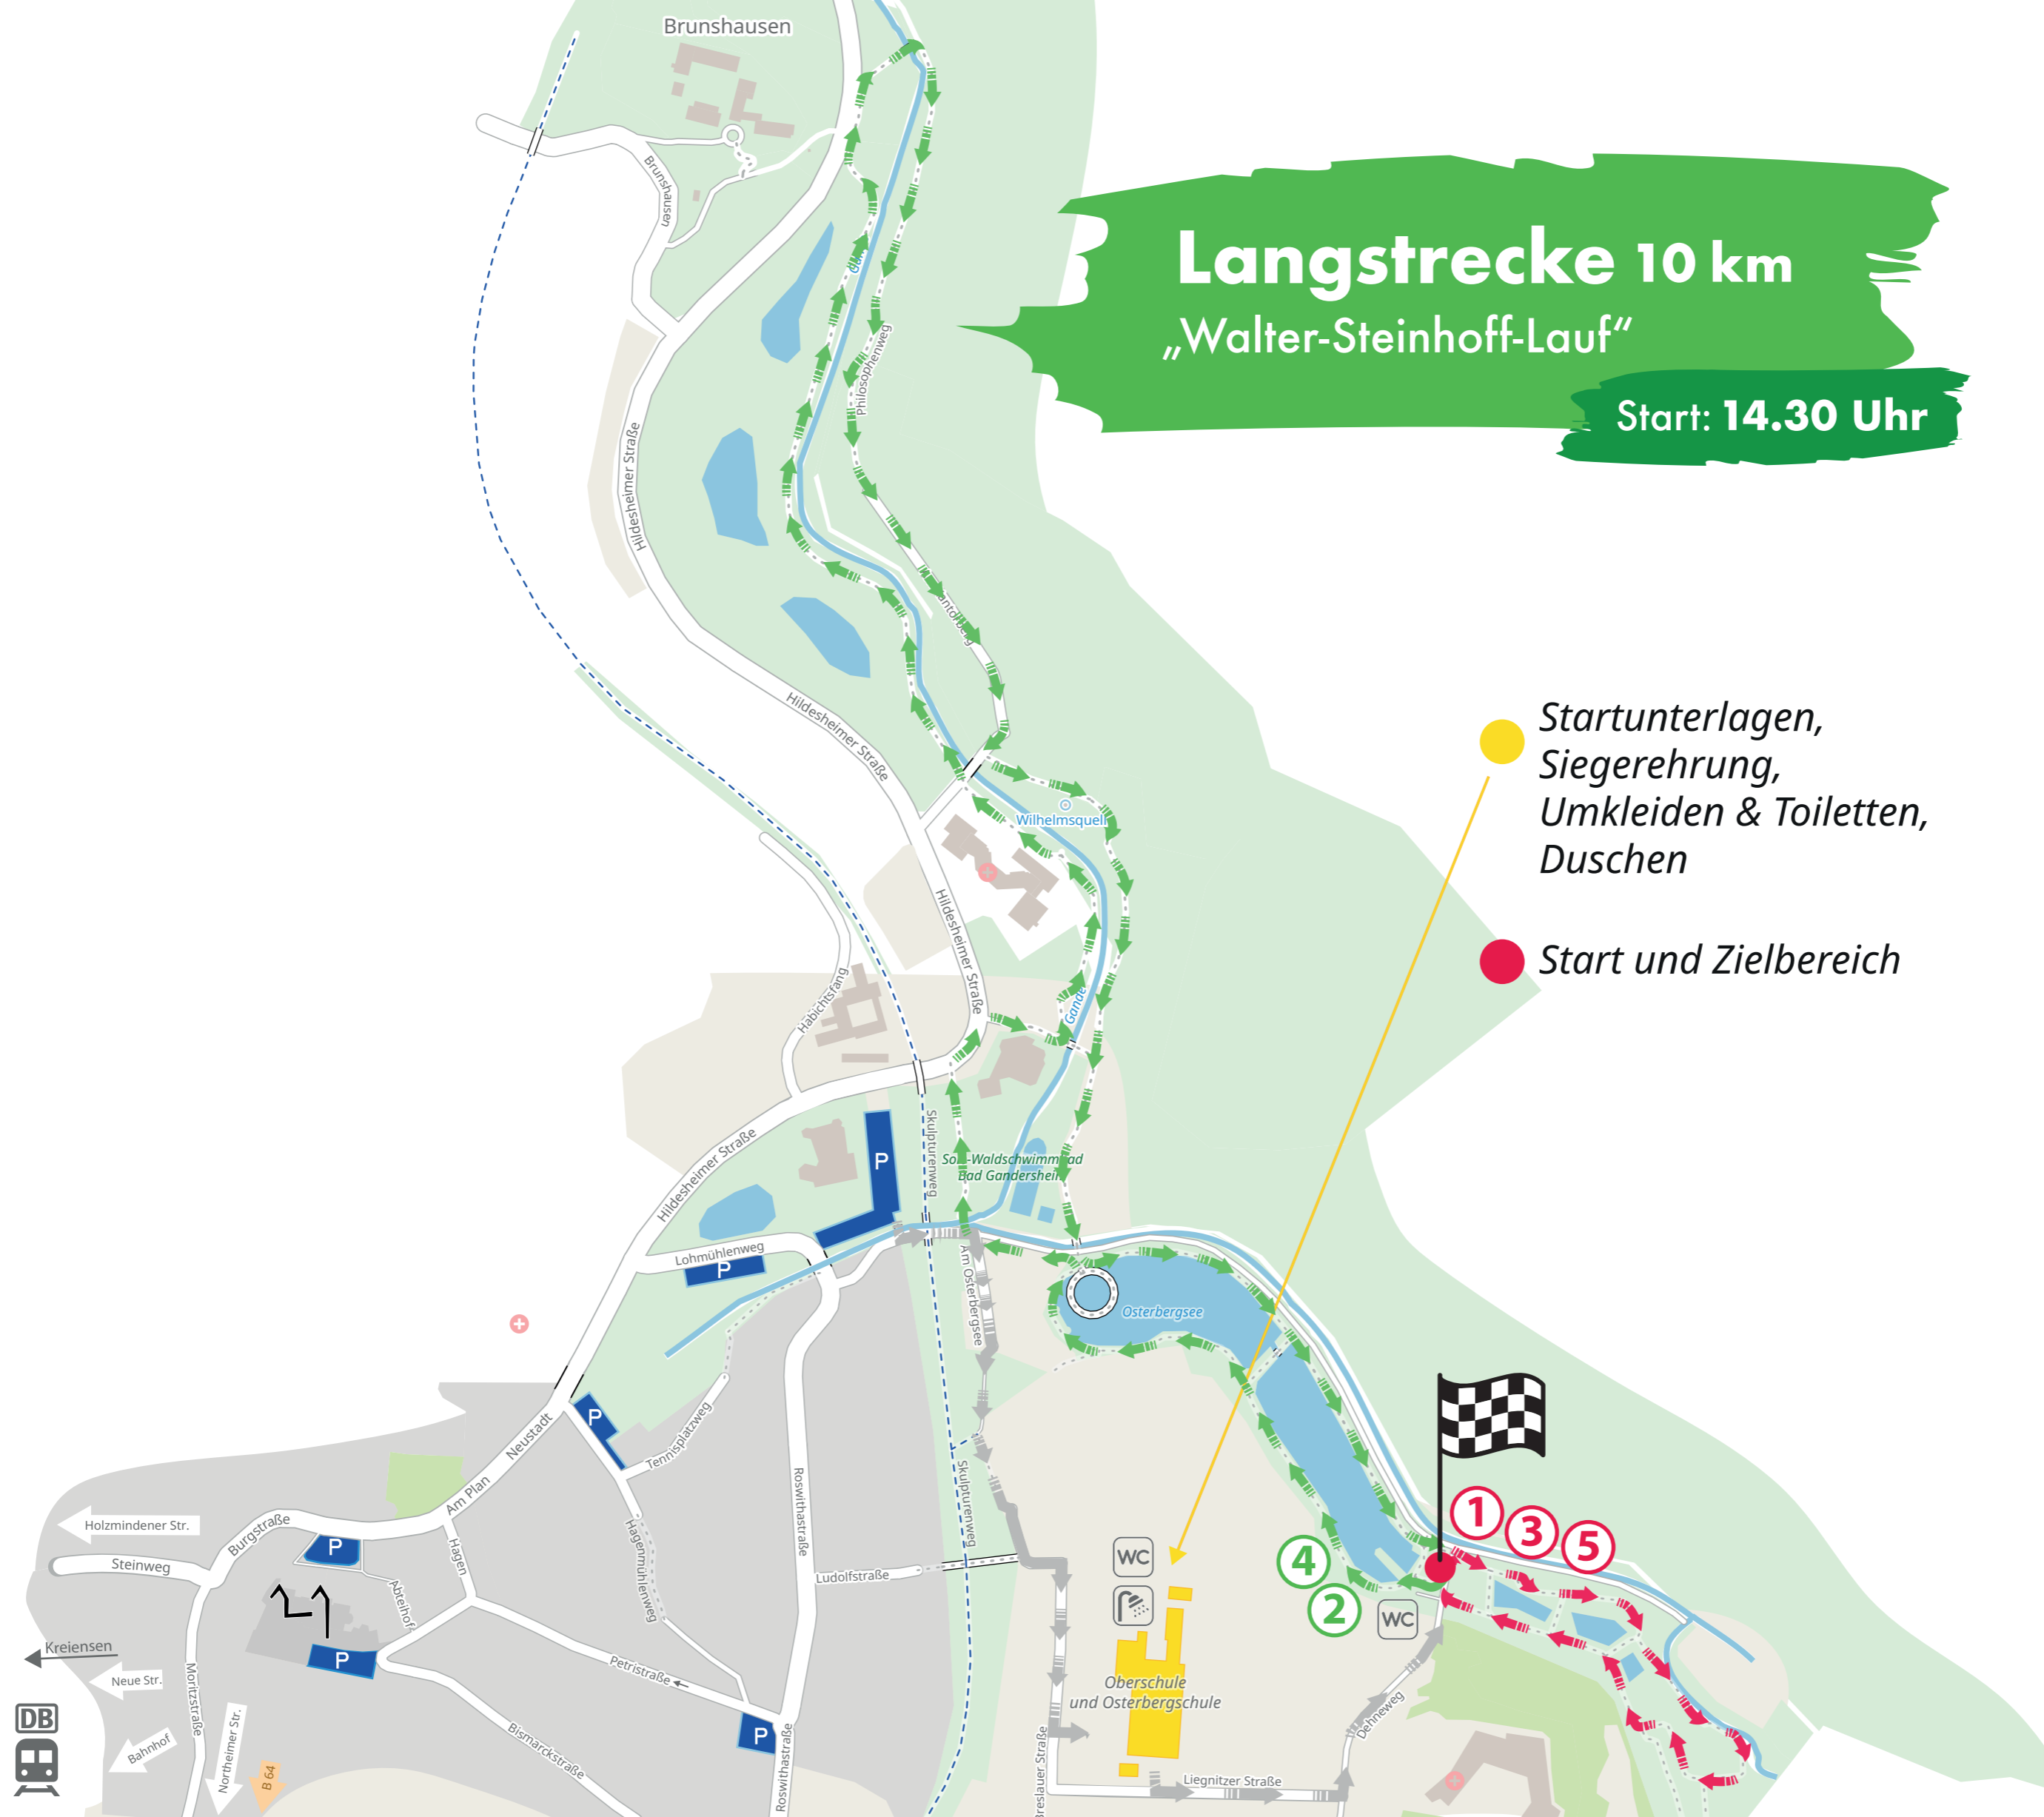 Brunshausen
Brunshausen
Langstrecke 10 km
„Walter-Steinhoff-Lauf“
Start: 14.30 Uhr
Philosophenweg
Hildesheimer Straße
Hildesheimer Straße
Startunterlagen,
Siegerehrung,
Umkleiden & Toiletten,
Duschen
Wilhelmsquell
Hildesheimer Straße
Start und Zielbereich
Habichtsfang
Gande
Skulpturenweg
P
Hildesheimer Straße
Bad Gandersheim
Lohmühlenweg
P
Am Osterbergsee
Osterbergsee
P
Neustadt
Am Plan
Tennisplatzweg
Roswithastraße
Skulpturenweg
Holzmindener Str.
Burgstraße
P
Steinweg
Hagen
Abteihof
Hagenmühlenweg
Ludolfstraße
WC
1
3
5
4
2
WC
Kreiensen
P
Neue Str.
Moritzstraße
Petristraße
Oberschule
und Osterbergschule
Dehneweg
DB
Bahnhof
Northeimer Str.
B 64
Bismarckstraße
P
Roswithastraße
Breslauer Straße
Liegnitzer Straße